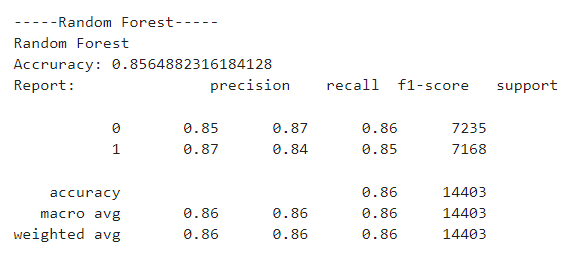 -----Random Forest-----
Random Forest
Accruracy: 0.8564882316184128
Report:               precision    recall  f1-score   support
           0       0.85      0.87      0.86      7235
           1       0.87      0.84      0.85      7168
    accuracy                           0.86     14403
   macro avg       0.86      0.86      0.86     14403
weighted avg       0.86      0.86      0.86     14403